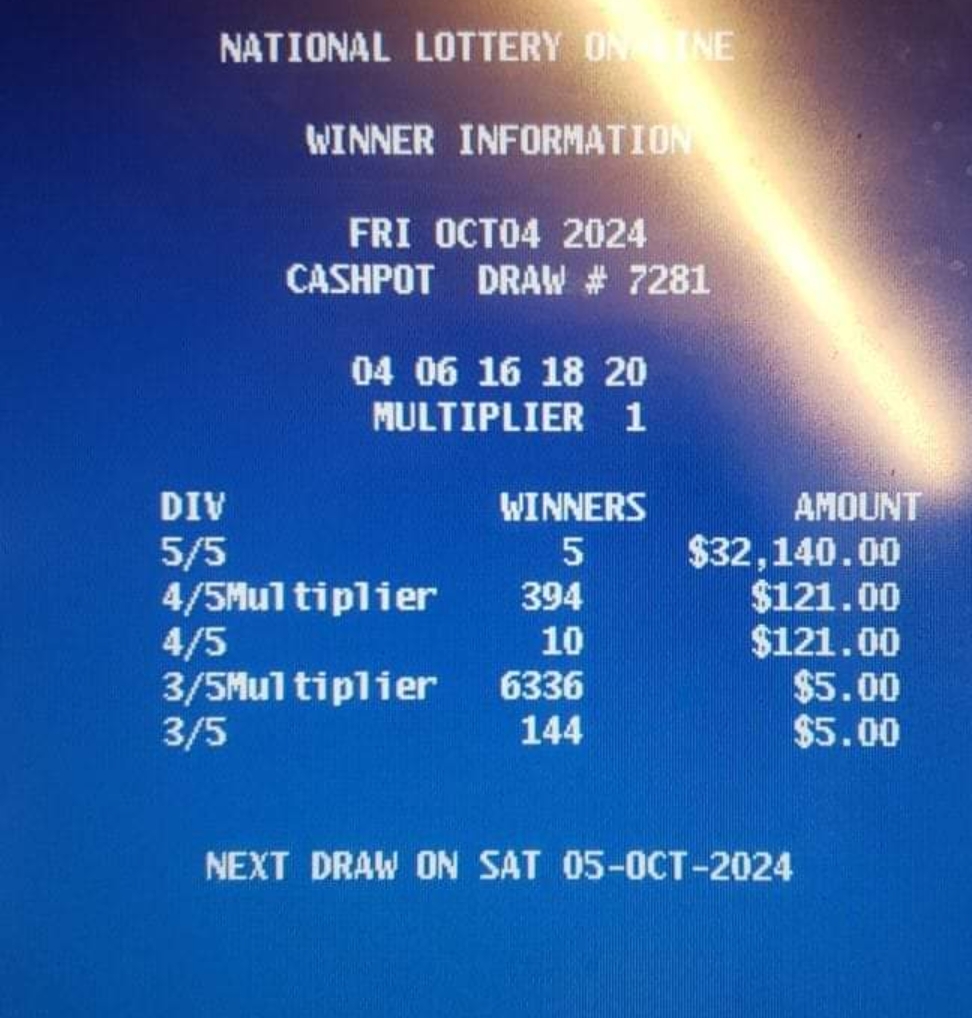 NATIONAL LOTTERY ON-LINE
WINNER INFORMATION
FRI OCT04 2024
CASHPOT DRAW # 7281
04 06 16 18 20
MULTIPLIER 1
DIV WINNERS AMOUNT
5/5 5 $32,140.00
4/5Multiplier 394 $121.00
4/5 10 $121.00
3/5Multiplier 6336 $5.00
3/5 144 $5.00
NEXT DRAW ON SAT 05-OCT-2024